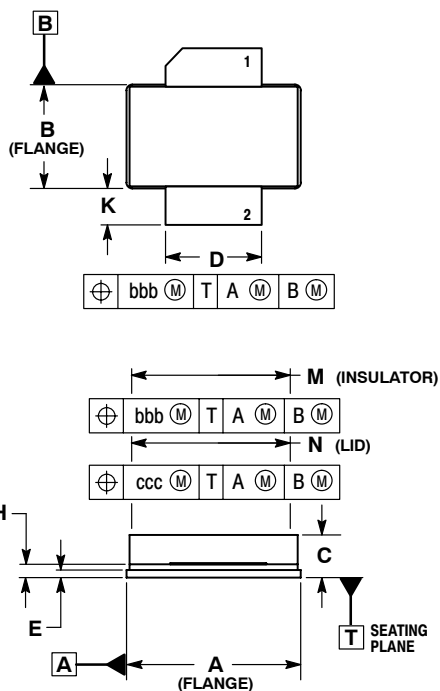 B
1
B
(FLANGE)
K
2
D
⌖ bbb Ⓜ T A Ⓜ B Ⓜ
M (INSULATOR)
⌖ bbb Ⓜ T A Ⓜ B Ⓜ
N (LID)
⌖ ccc Ⓜ T A Ⓜ B Ⓜ
H
C
E
T SEATING
PLANE
A
A
(FLANGE)